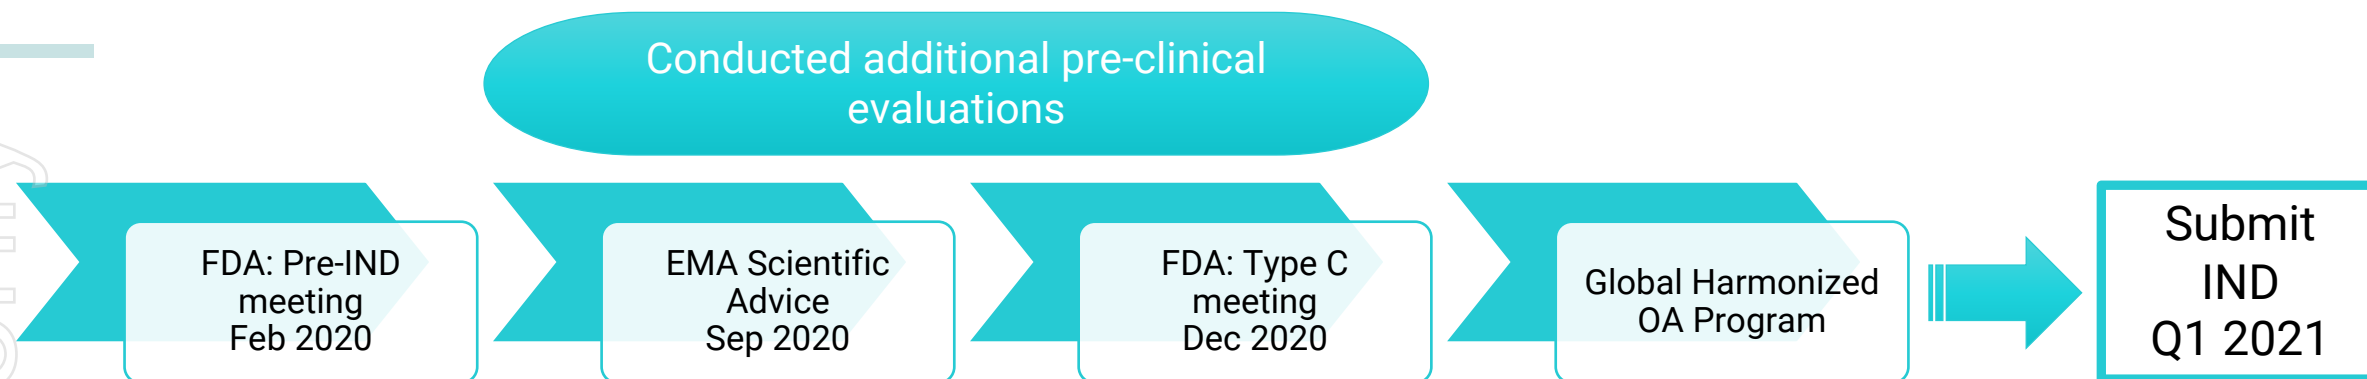 Conducted additional pre-clinical
evaluations
FDA: Pre-IND
meeting
Feb 2020
EMA Scientific
Advice
Sep 2020
FDA: Type C
meeting
Dec 2020
Global Harmonized
OA Program
Submit
IND
Q1 2021